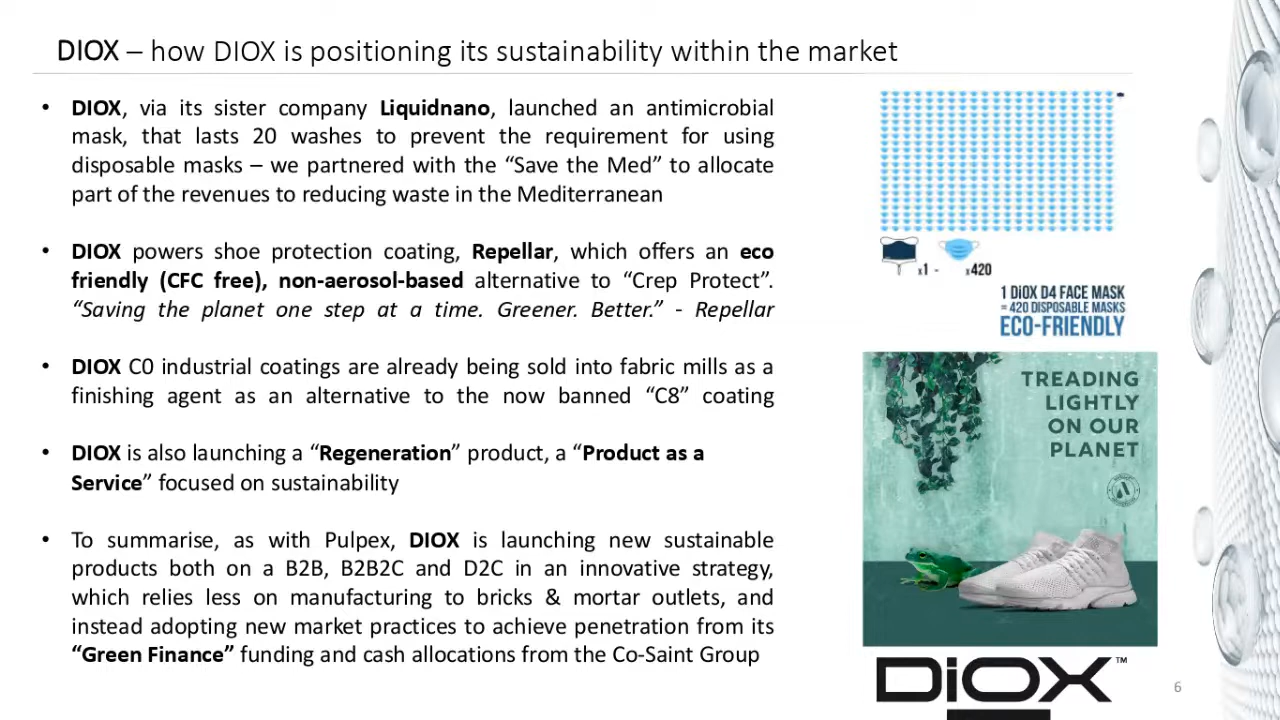 DIOX – how DIOX is positioning its sustainability within the market
• DIOX, via its sister company Liquidnano, launched an antimicrobial
mask, that lasts 20 washes to prevent the requirement for using
disposable masks – we partnered with the “Save the Med” to allocate
part of the revenues to reducing waste in the Mediterranean
• DIOX powers shoe protection coating, Repellar, which offers an eco
friendly (CFC free), non-aerosol-based alternative to “Crep Protect”.
“Saving the planet one step at a time. Greener. Better.” - Repellar
• DIOX C0 industrial coatings are already being sold into fabric mills as a
finishing agent as an alternative to the now banned “C8” coating
• DIOX is also launching a “Regeneration” product, a “Product as a
Service” focused on sustainability
• To summarise, as with Pulpex, DIOX is launching new sustainable
products both on a B2B, B2B2C and D2C in an innovative strategy,
which relies less on manufacturing to bricks & mortar outlets, and
instead adopting new market practices to achieve penetration from its
“Green Finance” funding and cash allocations from the Co-Saint Group
x1 - x420
1 DiOX D4 FACE MASK
= 420 DISPOSABLE MASKS
ECO-FRIENDLY
TREADING
LIGHTLY
ON OUR
PLANET
DiOX™
6